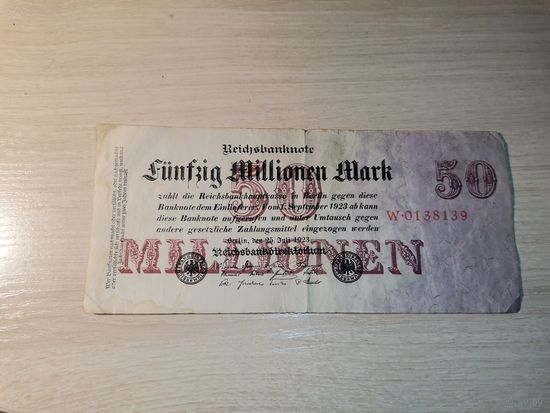 Reichsbanknote
Fünfzig Millionen Mark
50
50
zahlt die Reichsbankhauptkasse in Berlin gegen diese
Banknote dem Einlieferer. Vom 1. September 1923 ab kann
W·0138139
diese Banknote aufgerufen und unter Umtausch gegen
andere gesetzliche Zahlungsmittel eingezogen werden
Berlin, den 25. Juli 1923
Reichsbankdirektorium
MILLIONEN